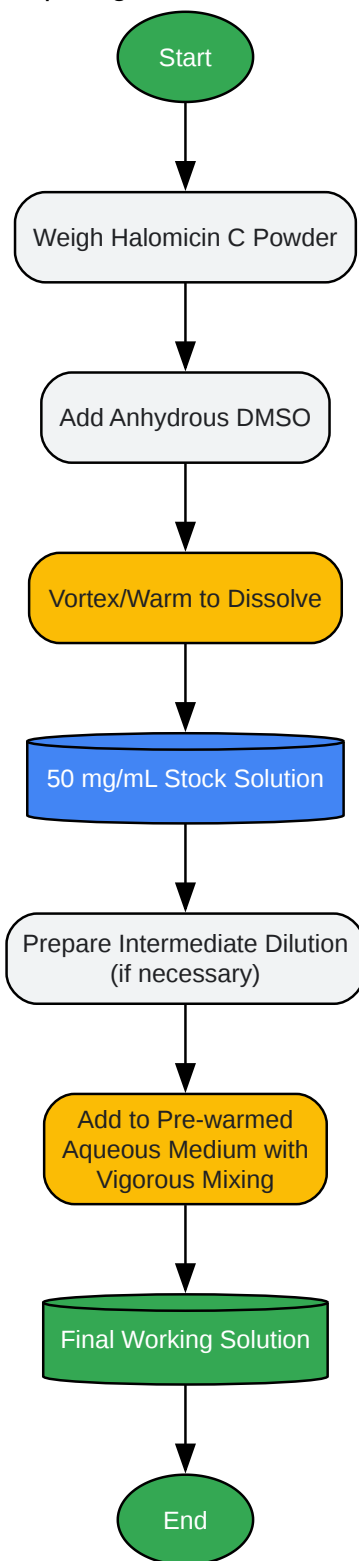 Start
Weigh Halomicin C Powder
Add Anhydrous DMSO
Vortex/Warm to Dissolve
50 mg/mL Stock Solution
Prepare Intermediate Dilution
(if necessary)
Add to Pre-warmed
Aqueous Medium with
Vigorous Mixing
Final Working Solution
End